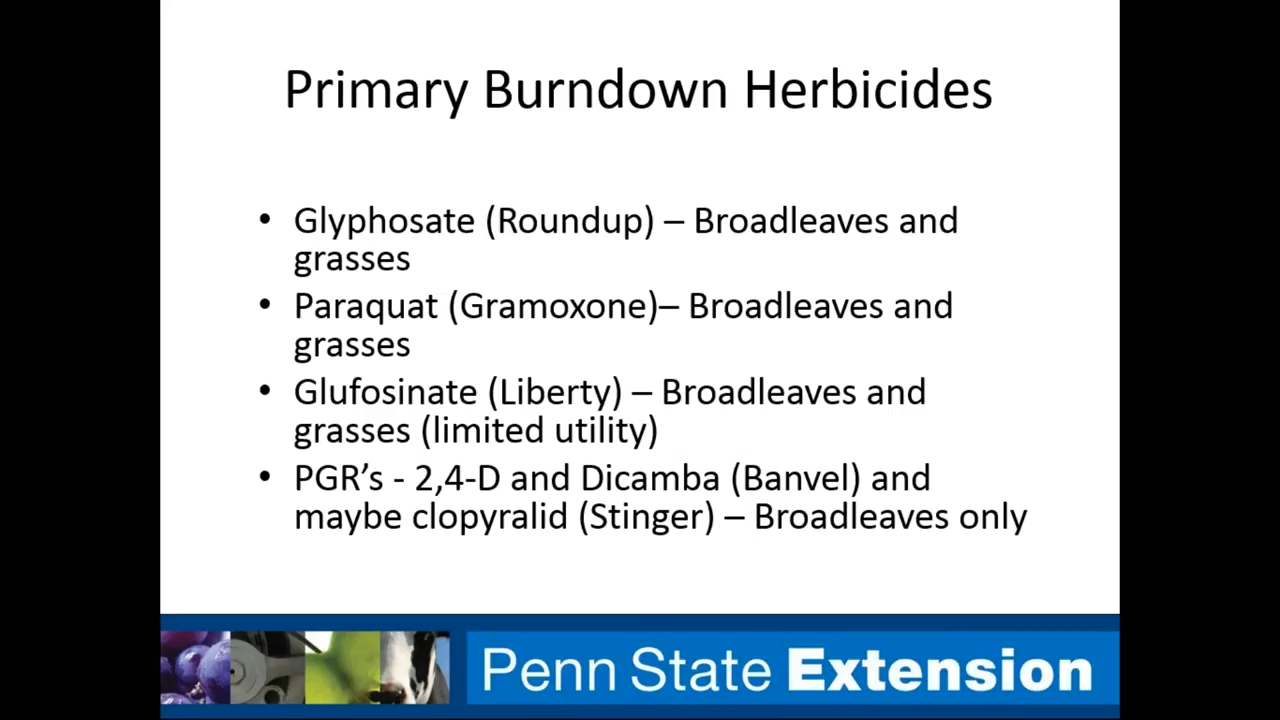 Primary Burndown Herbicides
• Glyphosate (Roundup) – Broadleaves and
grasses
• Paraquat (Gramoxone)– Broadleaves and
grasses
• Glufosinate (Liberty) – Broadleaves and
grasses (limited utility)
• PGR’s - 2,4-D and Dicamba (Banvel) and
maybe clopyralid (Stinger) – Broadleaves only
Penn State Extension